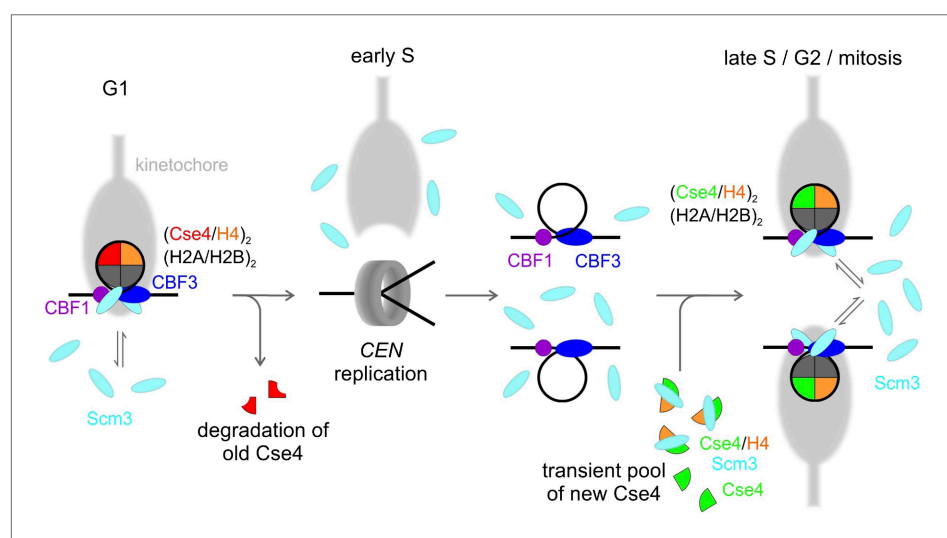 G1
kinetochore
(Cse4/H4)2
(H2A/H2B)2
CBF1
CBF3
Scm3
degradation of
old Cse4
early S
CEN
replication
CBF1
CBF3
transient pool
of new Cse4
Cse4/H4
Scm3
Cse4
late S / G2 / mitosis
(Cse4/H4)2
(H2A/H2B)2
Scm3